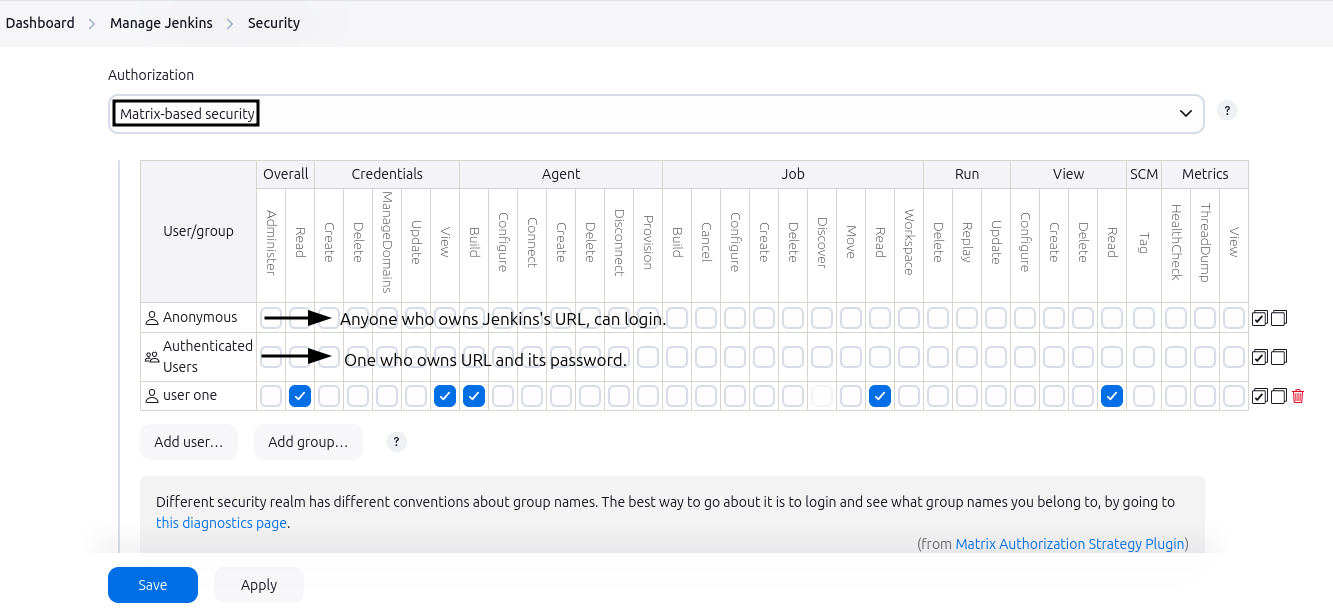 Dashboard > Manage Jenkins > Security
Authorization
Matrix-based security
?
User/group
Overall Credentials Agent Job Run View SCM Metrics
Administer Read Create Delete ManageDomains Update View Build Configure Connect Create Delete Disconnect Provision Build Cancel Configure Create Delete Discover Move Read Workspace Delete Replay Update Configure Create Delete Read Tag HealthCheck ThreadDump View
Anonymous
Anyone who owns Jenkins's URL, can login.
Authenticated
Users
One who owns URL and its password.
user one
Add user... Add group... ?
Different security realm has different conventions about group names. The best way to go about it is to login and see what group names you belong to, by going to
this diagnostics page.
(from Matrix Authorization Strategy Plugin)
Save Apply